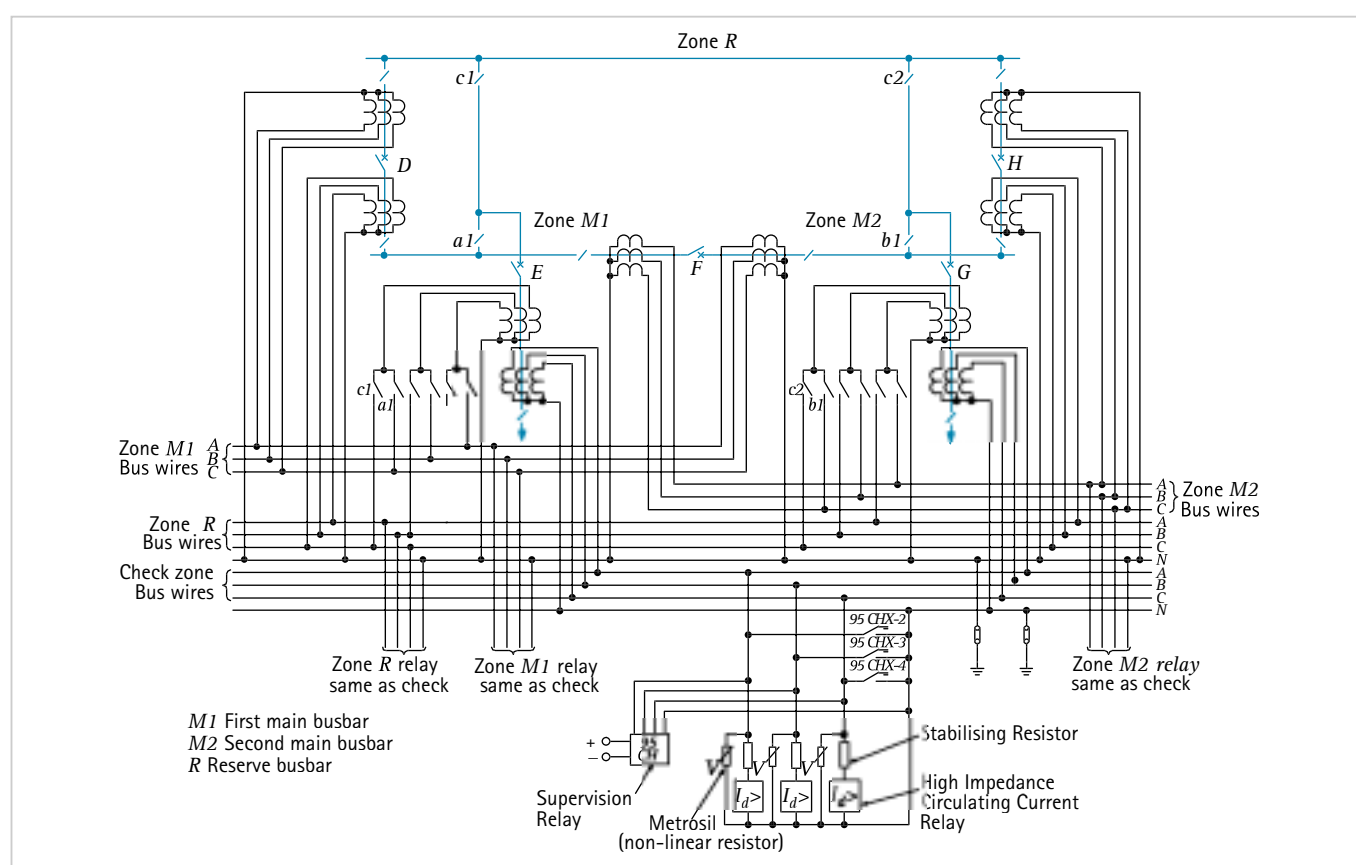 Zone R
c1
c2
D
H
Zone M1
Zone M2
a1
b1
E
F
G
c1
a1
c2
b1
Zone M1
Bus wires
A
B
C
A
B
C
Zone M2
Bus wires
Zone R
Bus wires
A
B
C
N
Check zone
Bus wires
A
B
C
N
95 CHX-2
95 CHX-3
95 CHX-4
Zone R relay
same as check
Zone M1 relay
same as check
Zone M2 relay
same as check
M1 First main busbar
M2 Second main busbar
R Reserve busbar
+
–
95
V
V
V
Id>
Id>
Id>
Stabilising Resistor
High Impedance
Circulating Current
Relay
Supervision
Relay
Metrosil
(non-linear resistor)